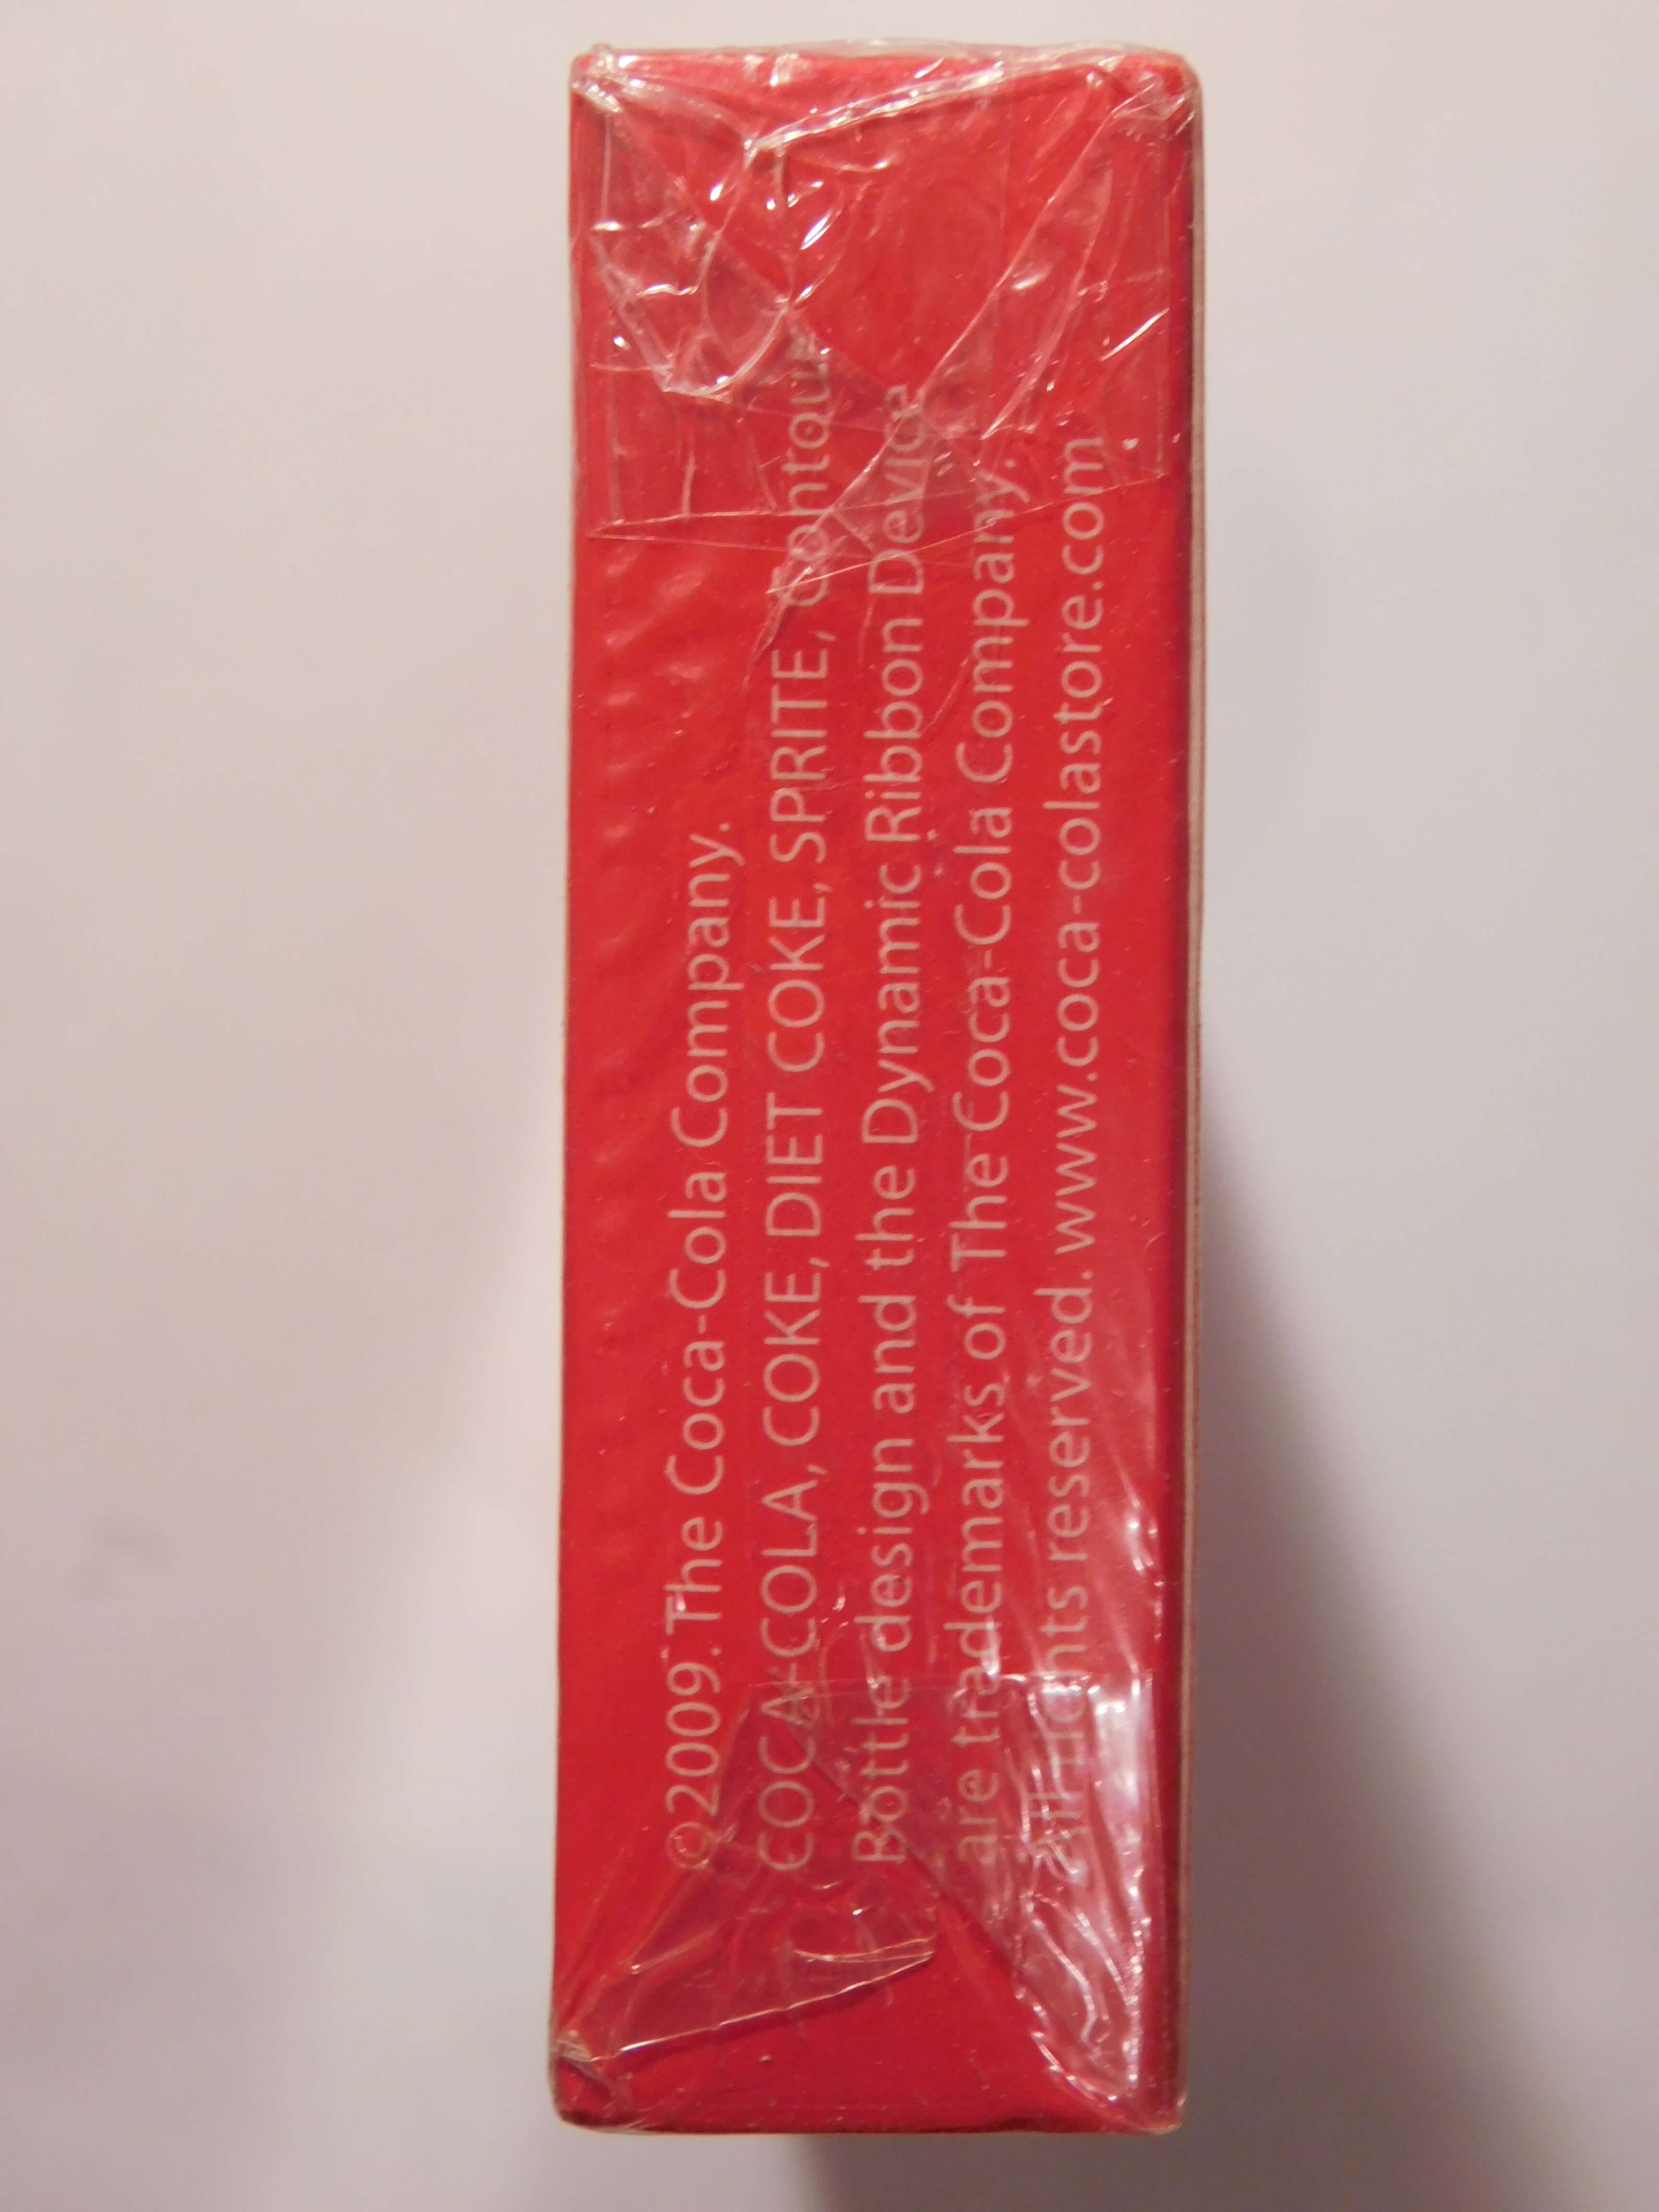 ©2009. The Coca-Cola Company.
COCA-COLA, COKE, DIET COKE, SPRITE, Contour
Bottle design and the Dynamic Ribbon Device
are trademarks of The Coca-Cola Company.
all rights reserved. www.coca-colastore.com